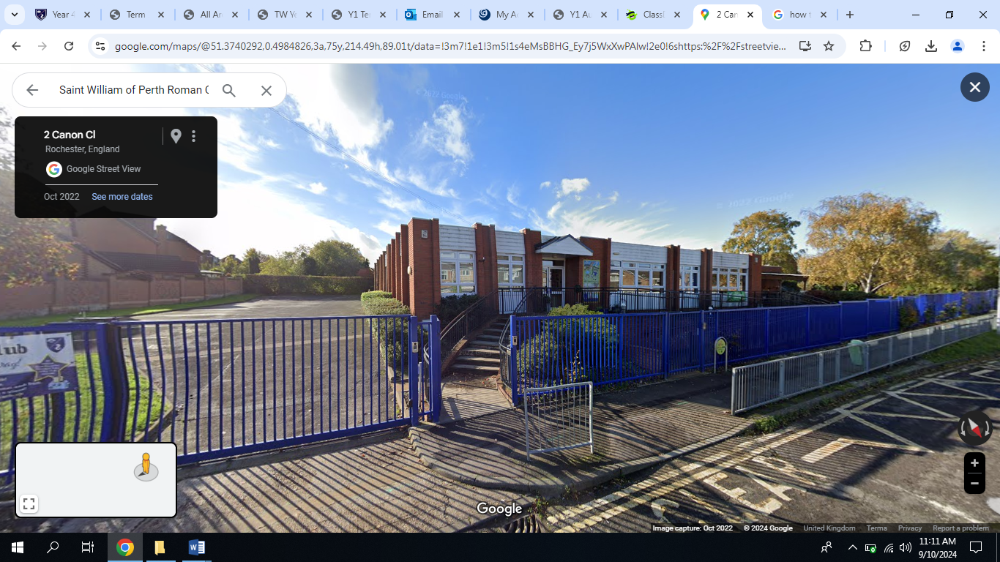 Year 4
Term
All Are
TW Ye
Y1 Te
Email
My Ac
Y1 Au
Class
2 Can
how t
google.com/maps/@51.3740292,0.4984826,3a,75y,214.49h,89.01t/data=!3m7!1e1!3m5!1s4eMsBBHG_Ey7j5WxXwPAlw!2e0!6shttps:%2F%2Fstreetvie...
Saint William of Perth Roman C
2 Canon Cl
Rochester, England
Google Street View
Oct 2022 See more dates
© 2022 Google
© 2022 Google
lub
Google
Image capture: Oct 2022 © 2024 Google United Kingdom Terms Privacy Report a problem
11:11 AM
9/10/2024